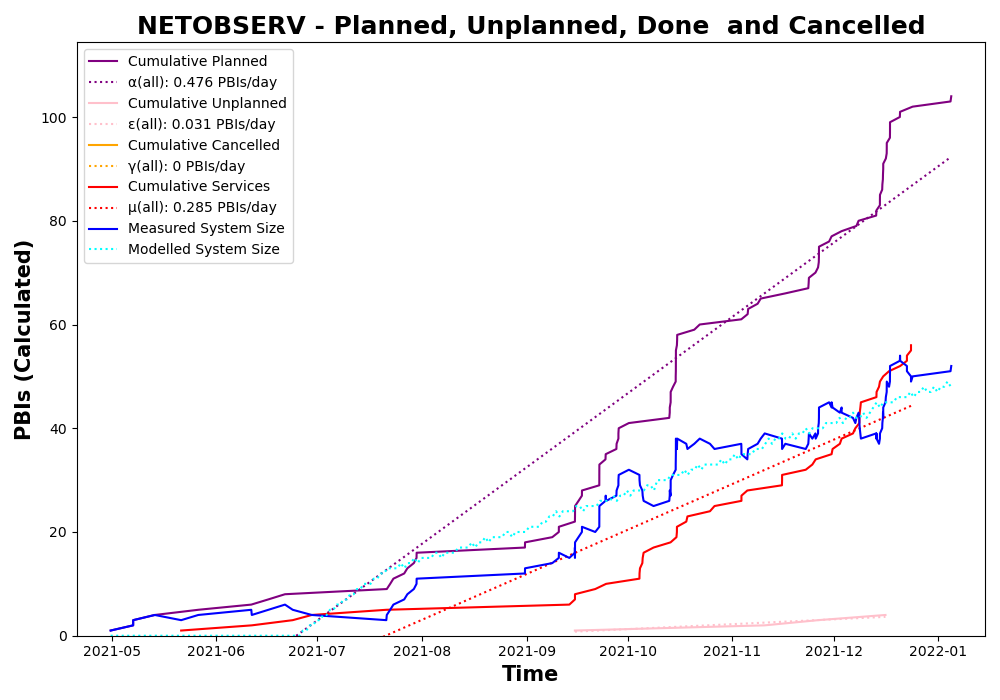 NETOBSERV - Planned, Unplanned, Done  and Cancelled
Cumulative Planned
α(all): 0.476 PBIs/day
Cumulative Unplanned
ε(all): 0.031 PBIs/day
Cumulative Cancelled
γ(all): 0 PBIs/day
Cumulative Services
μ(all): 0.285 PBIs/day
Measured System Size
Modelled System Size
PBIs (Calculated)
100
80
60
40
20
0
2021-05 2021-06 2021-07 2021-08 2021-09 2021-10 2021-11 2021-12 2022-01
Time